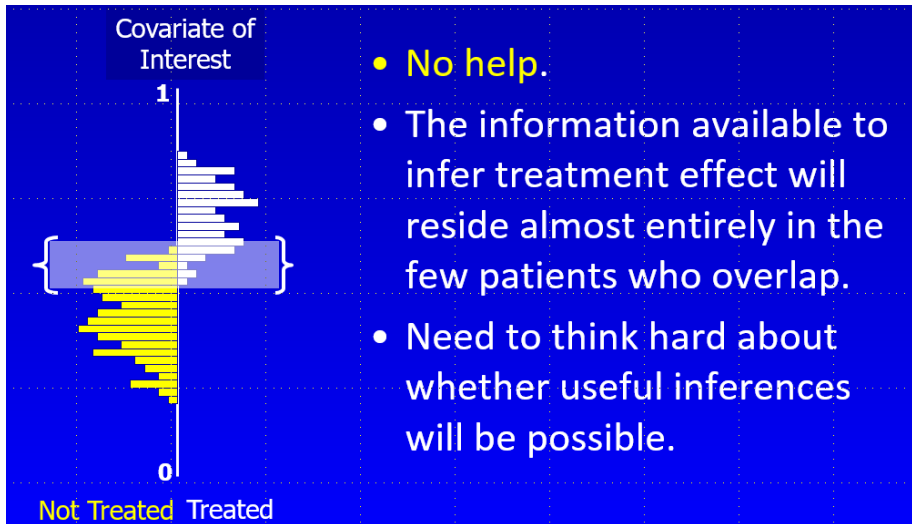 Covariate of
Interest
1
0
Not Treated Treated
• No help.
• The information available to
infer treatment effect will
reside almost entirely in the
few patients who overlap.
• Need to think hard about
whether useful inferences
will be possible.